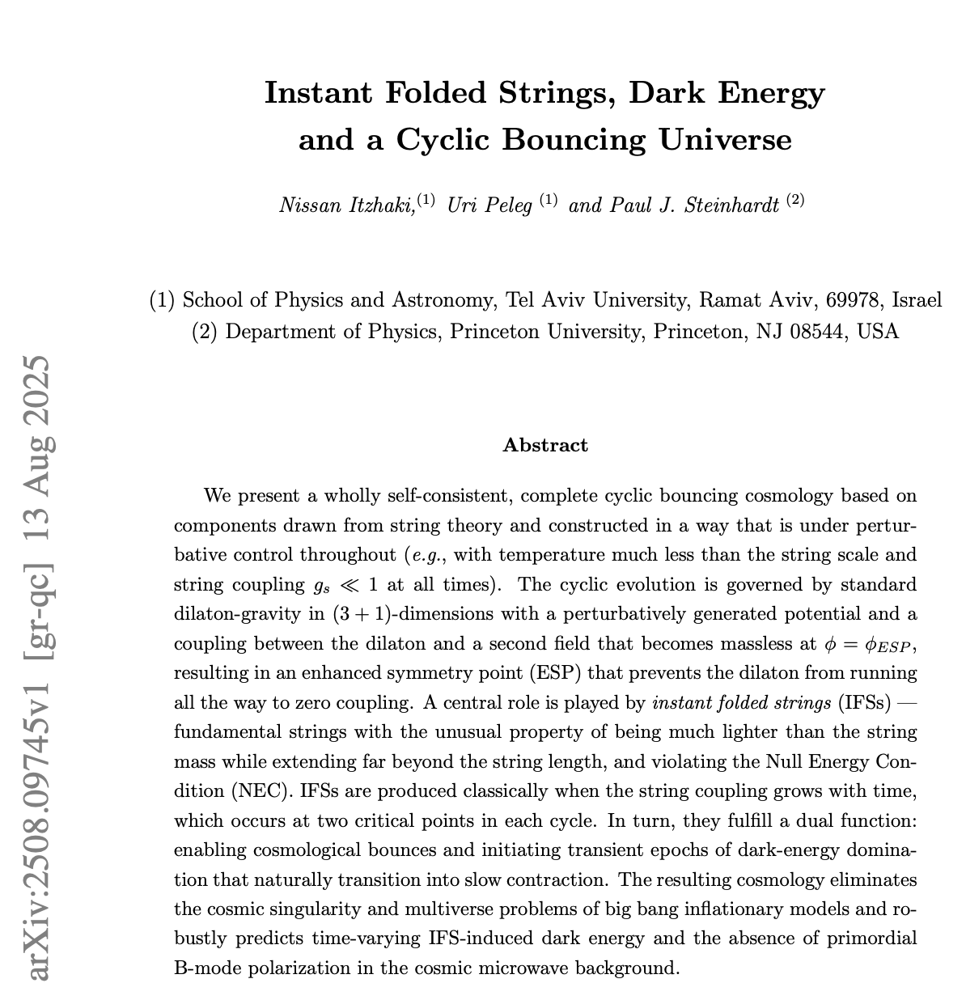 Instant Folded Strings, Dark Energy
and a Cyclic Bouncing Universe
Nissan Itzhaki,(1) Uri Peleg (1) and Paul J. Steinhardt (2)
(1) School of Physics and Astronomy, Tel Aviv University, Ramat Aviv, 69978, Israel
(2) Department of Physics, Princeton University, Princeton, NJ 08544, USA
arXiv:2508.09745v1 [gr-qc] 13 Aug 2025
Abstract
We present a wholly self-consistent, complete cyclic bouncing cosmology based on
components drawn from string theory and constructed in a way that is under pertur-
bative control throughout (e.g., with temperature much less than the string scale and
string coupling gₛ ≪ 1 at all times). The cyclic evolution is governed by standard
dilaton-gravity in (3 + 1)-dimensions with a perturbatively generated potential and a
coupling between the dilaton and a second field that becomes massless at ϕ = ϕ_ESP,
resulting in an enhanced symmetry point (ESP) that prevents the dilaton from running
all the way to zero coupling. A central role is played by instant folded strings (IFSs) —
fundamental strings with the unusual property of being much lighter than the string
mass while extending far beyond the string length, and violating the Null Energy Con-
dition (NEC). IFSs are produced classically when the string coupling grows with time,
which occurs at two critical points in each cycle. In turn, they fulfill a dual function:
enabling cosmological bounces and initiating transient epochs of dark-energy domina-
tion that naturally transition into slow contraction. The resulting cosmology eliminates
the cosmic singularity and multiverse problems of big bang inflationary models and ro-
bustly predicts time-varying IFS-induced dark energy and the absence of primordial
B-mode polarization in the cosmic microwave background.